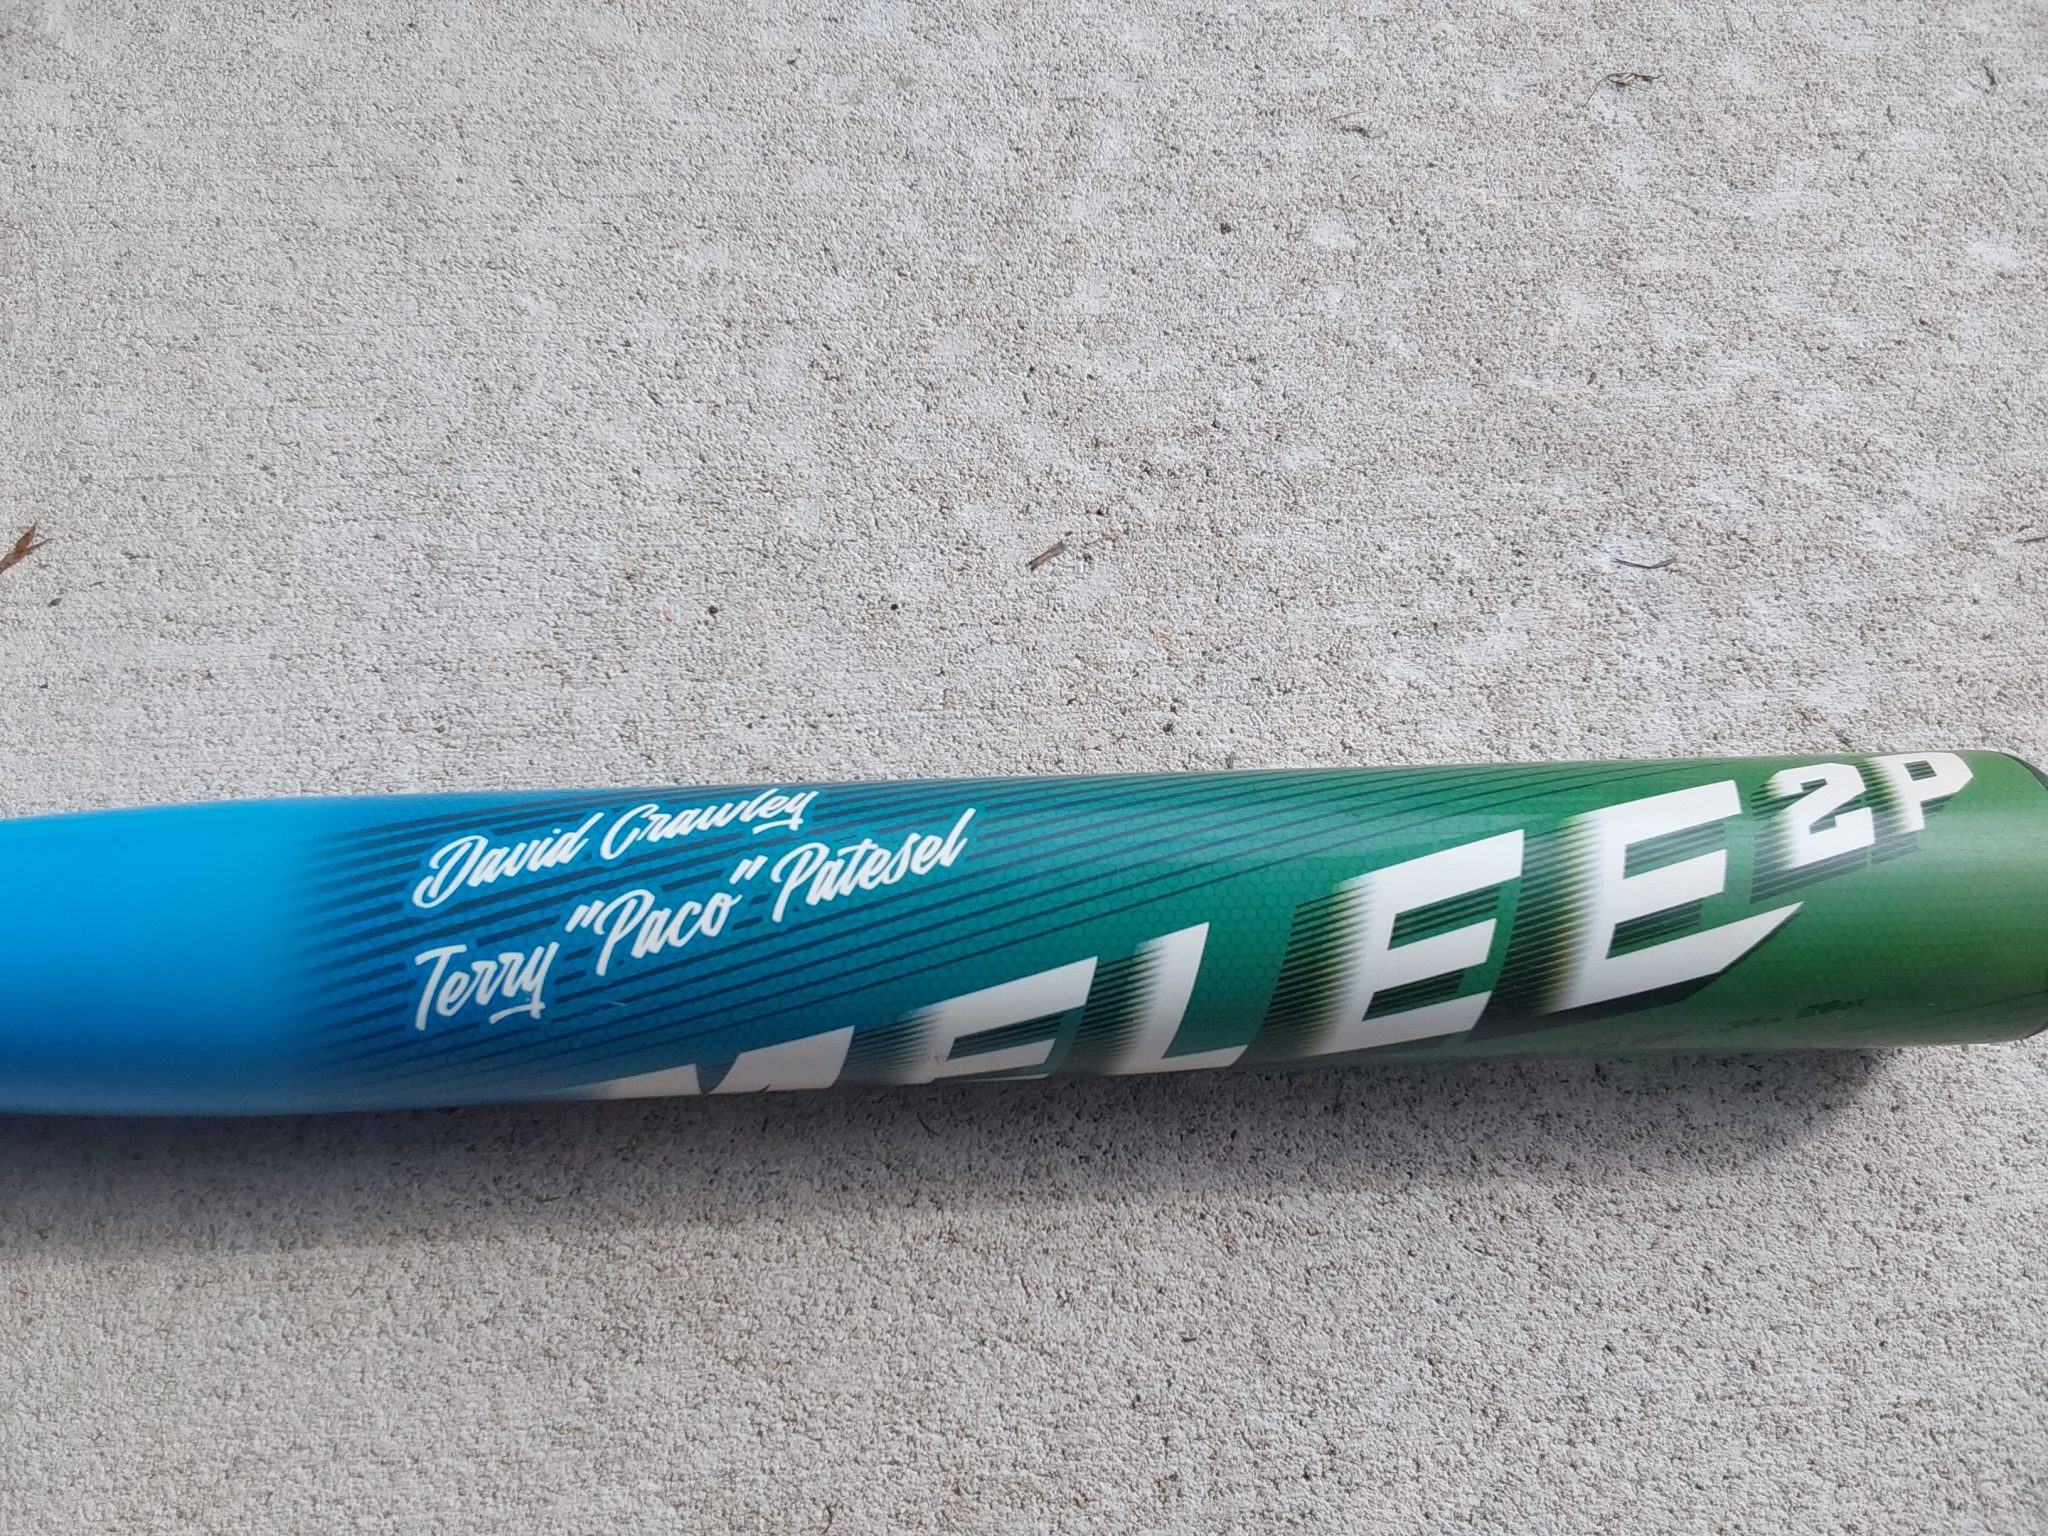 David Crawley
Terry "Paco" Patesel
MELEE 2P